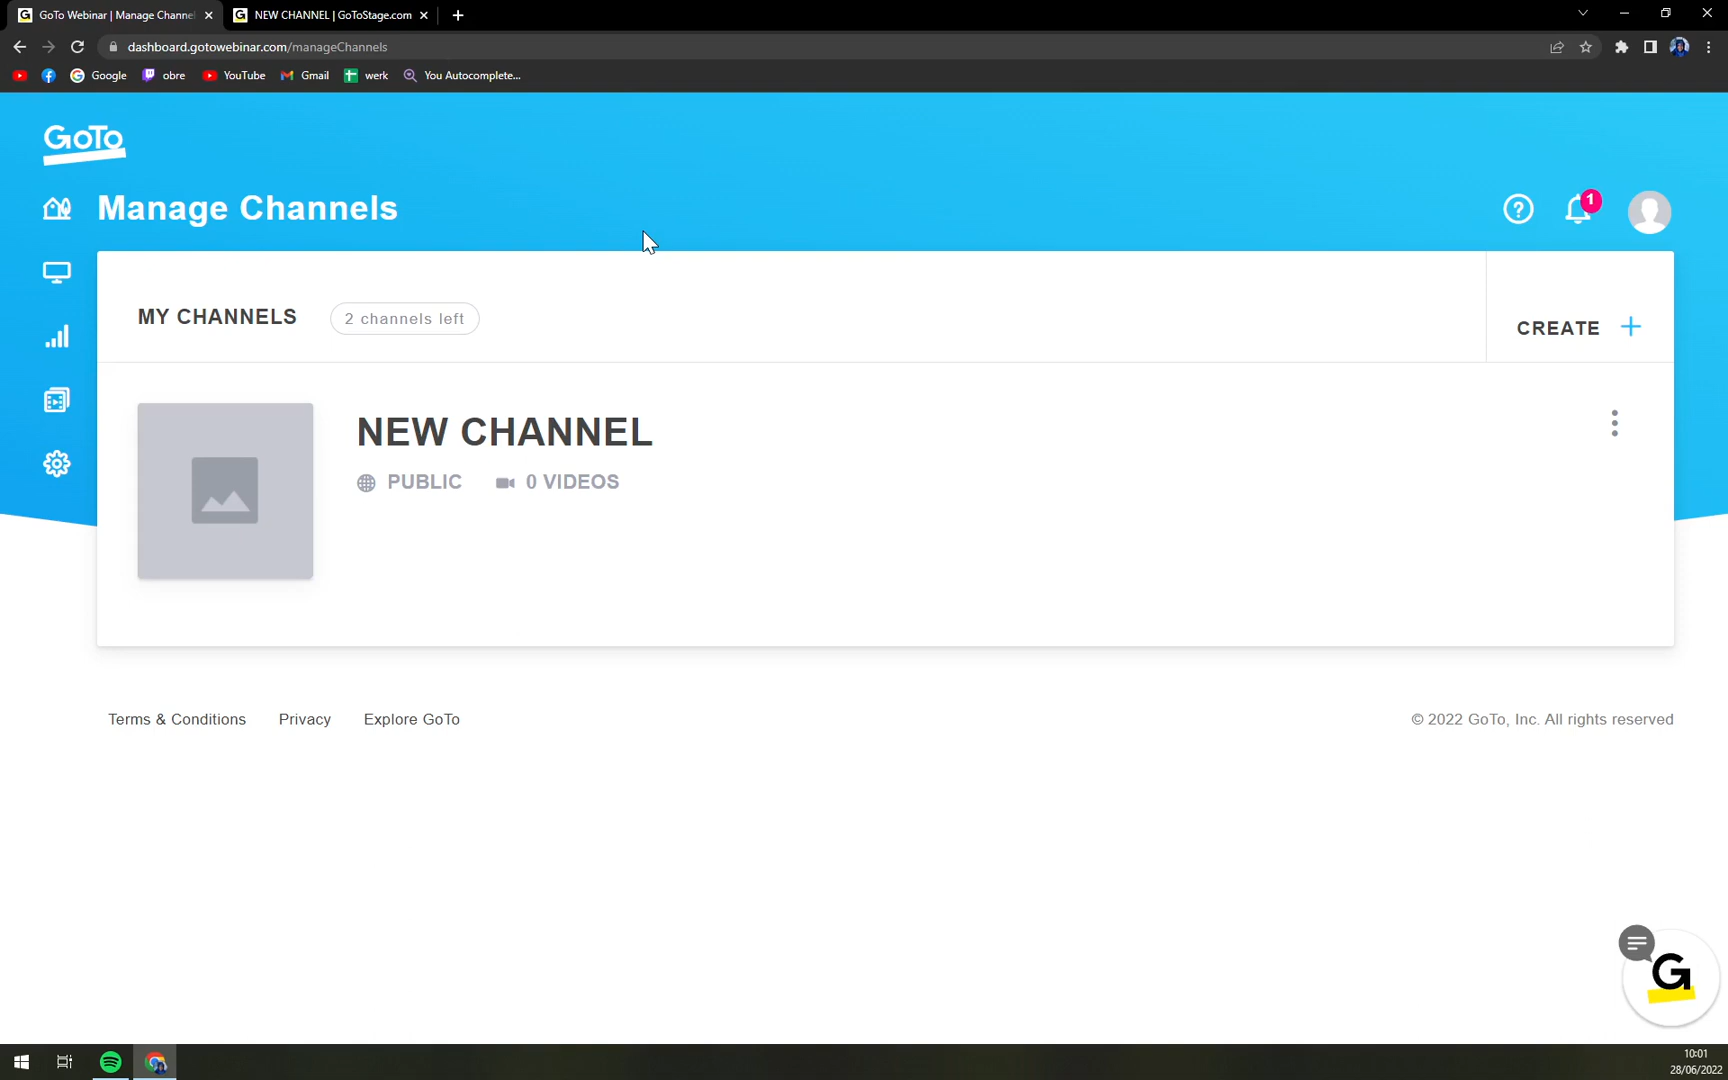 GoTo Webinar | Manage Channel
NEW CHANNEL | GoToStage.com
dashboard.gotowebinar.com/manageChannels
Google
obre
YouTube
Gmail
werk
You Autocomplete...
GoTo
Manage Channels
1
MY CHANNELS
2 channels left
CREATE
NEW CHANNEL
PUBLIC
0 VIDEOS
Terms & Conditions
Privacy
Explore GoTo
© 2022 GoTo, Inc. All rights reserved
G
10:01
28/06/2022